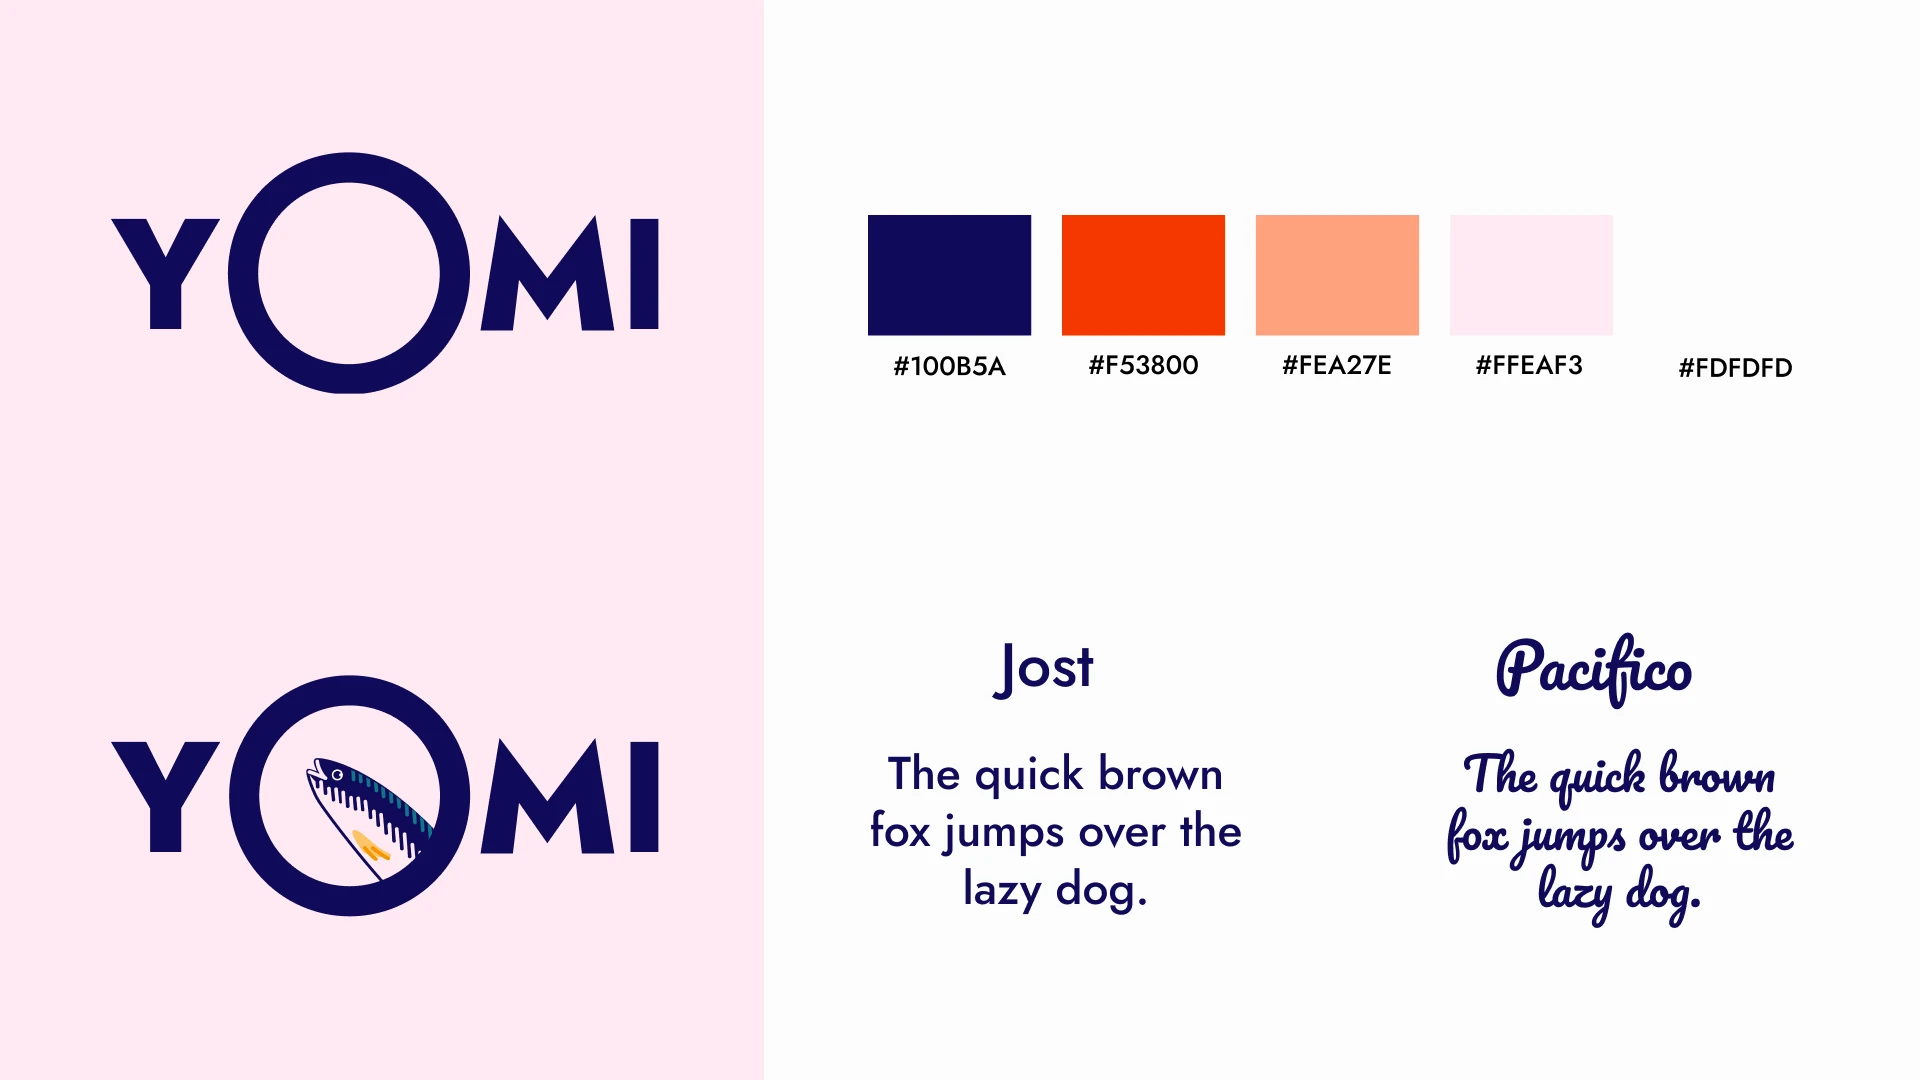 YOMI
#100B5A
#F53800
#FEA27E
#FFEAF3
#FDFDFD
YOMI
Jost
The quick brown
fox jumps over the
lazy dog.
Pacifico
The quick brown
fox jumps over the
lazy dog.